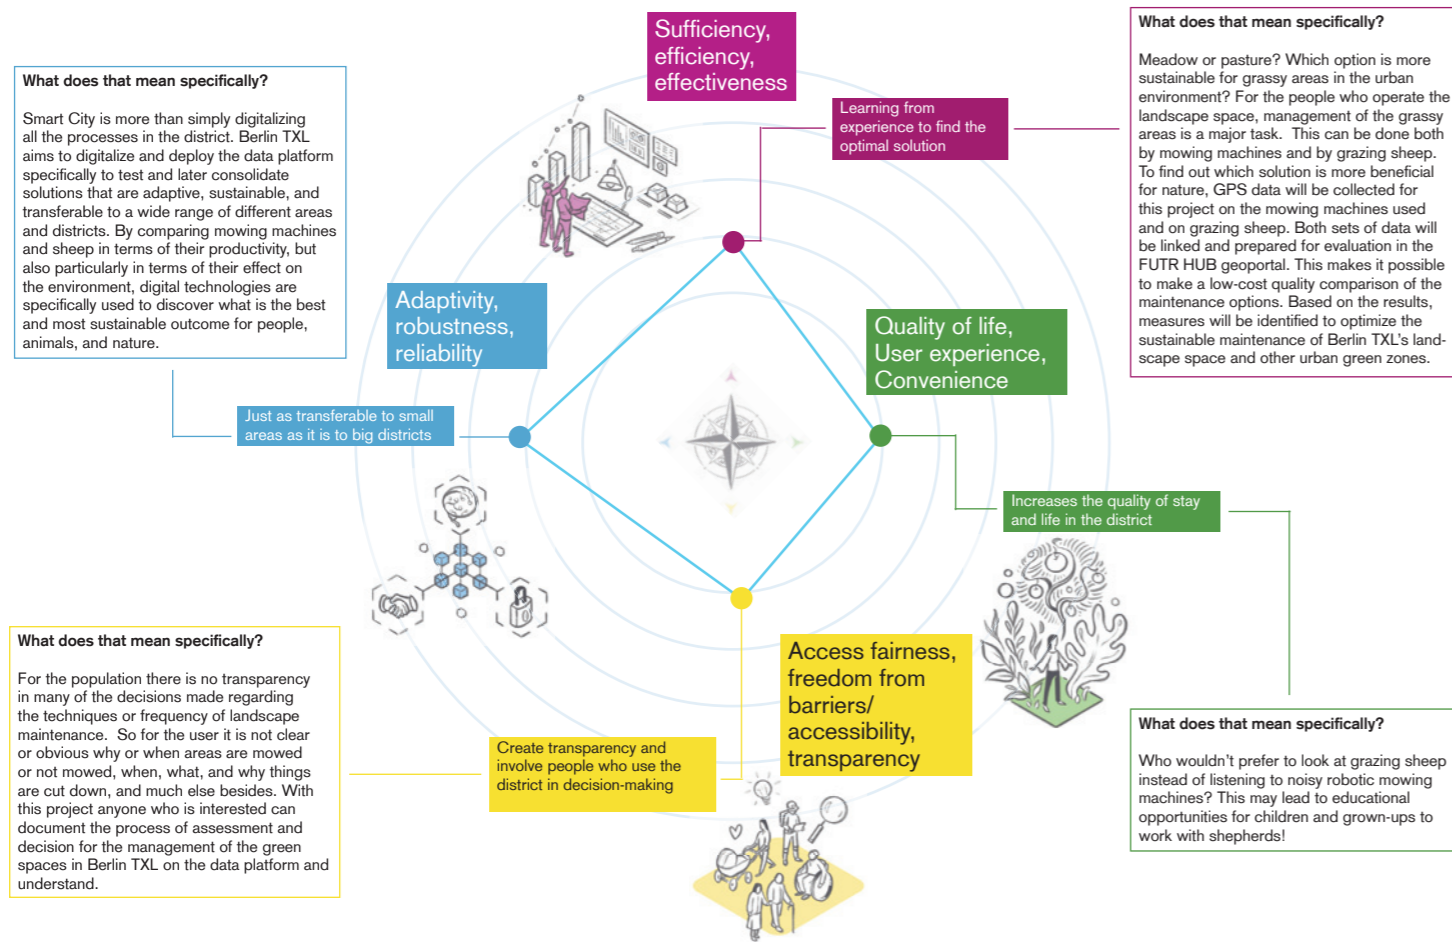 Sufficiency,
efficiency,
effectiveness
Learning from
experience to find the
optimal solution
What does that mean specifically?
Meadow or pasture? Which option is more
sustainable for grassy areas in the urban
environment? For the people who operate the
landscape space, management of the grassy
areas is a major task.  This can be done both
by mowing machines and by grazing sheep.
To find out which solution is more beneficial
for nature, GPS data will be collected for
this project on the mowing machines used
and on grazing sheep. Both sets of data will
be linked and prepared for evaluation in the
FUTR HUB geoportal. This makes it possible
to make a low-cost quality comparison of the
maintenance options. Based on the results,
measures will be identified to optimize the
sustainable maintenance of Berlin TXL's land-
scape space and other urban green zones.
What does that mean specifically?
Smart City is more than simply digitalizing
all the processes in the district. Berlin TXL
aims to digitalize and deploy the data platform
specifically to test and later consolidate
solutions that are adaptive, sustainable, and
transferable to a wide range of different areas
and districts. By comparing mowing machines
and sheep in terms of their productivity, but
also particularly in terms of their effect on
the environment, digital technologies are
specifically used to discover what is the best
and most sustainable outcome for people,
animals, and nature.
Adaptivity,
robustness,
reliability
Just as transferable to small
areas as it is to big districts
Quality of life,
User experience,
Convenience
Increases the quality of stay
and life in the district
What does that mean specifically?
Who wouldn't prefer to look at grazing sheep
instead of listening to noisy robotic mowing
machines? This may lead to educational
opportunities for children and grown-ups to
work with shepherds!
Access fairness,
freedom from
barriers/
accessibility,
transparency
Create transparency and
involve people who use the
district in decision-making
What does that mean specifically?
For the population there is no transparency
in many of the decisions made regarding
the techniques or frequency of landscape
maintenance.  So for the user it is not clear
or obvious why or when areas are mowed
or not mowed, when, what, and why things
are cut down, and much else besides. With
this project anyone who is interested can
document the process of assessment and
decision for the management of the green
spaces in Berlin TXL on the data platform and
understand.